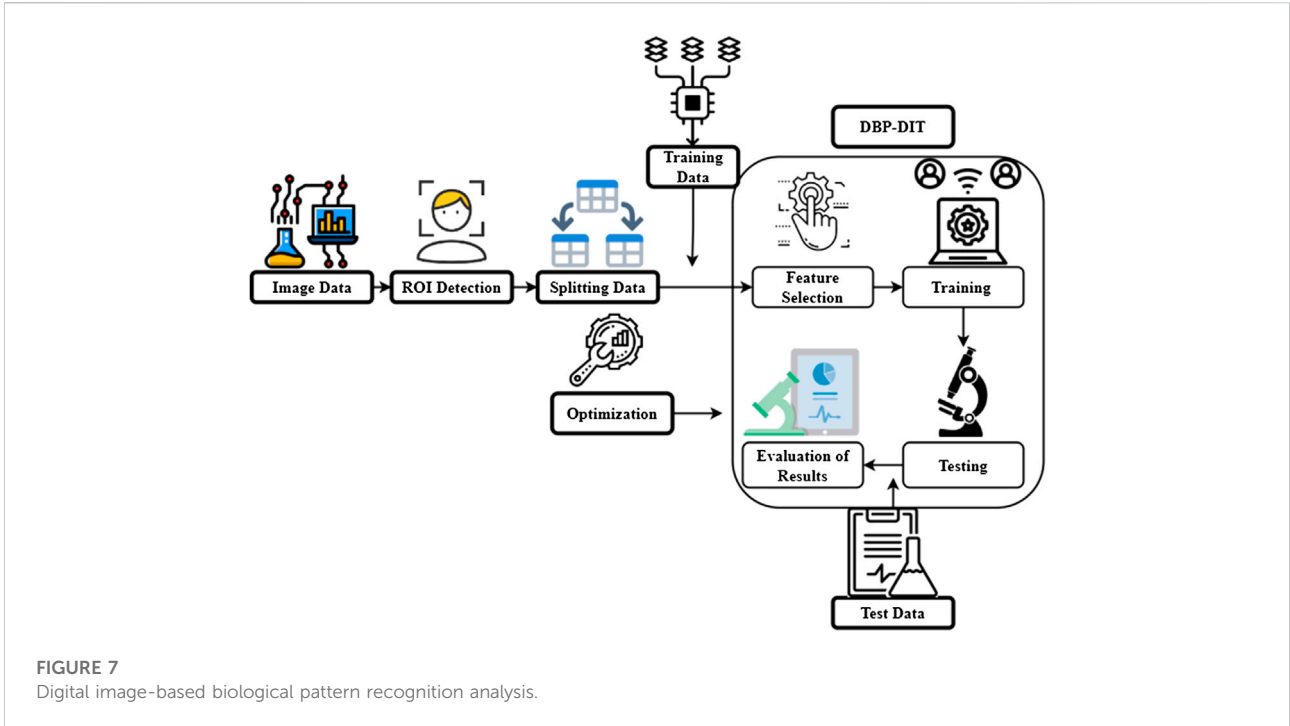 DBP-DIT
Training
Data
Image Data
ROI Detection
Splitting Data
Feature
Selection
Training
Optimization
Evaluation of
Results
Testing
Test Data
FIGURE 7
Digital image-based biological pattern recognition analysis.